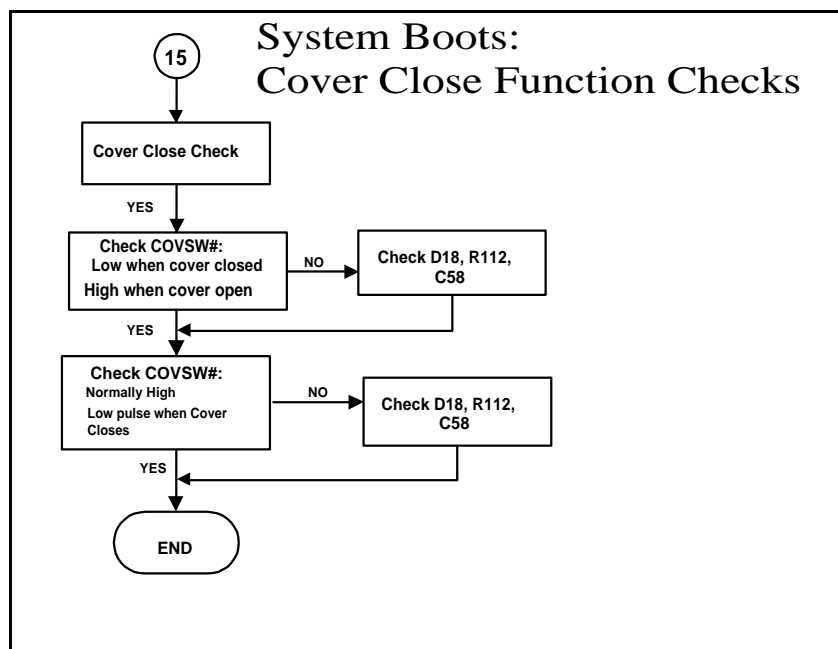 System Boots:
Cover Close Function Checks
15
Cover Close Check
YES
Check COVSW#:
Low when cover closed
High when cover open
NO
Check D18, R112,
C58
YES
Check COVSW#:
Normally High
Low pulse when Cover
Closes
NO
Check D18, R112,
C58
YES
END